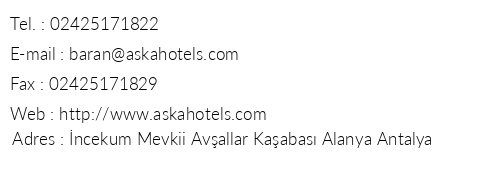 Tel. : 02425171822
E-mail : baran@askahotels.com
Fax : 02425171829
Web : http://www.askahotels.com
Adres : İncekum Mevkii Avşallar Kaşabası Alanya Antalya